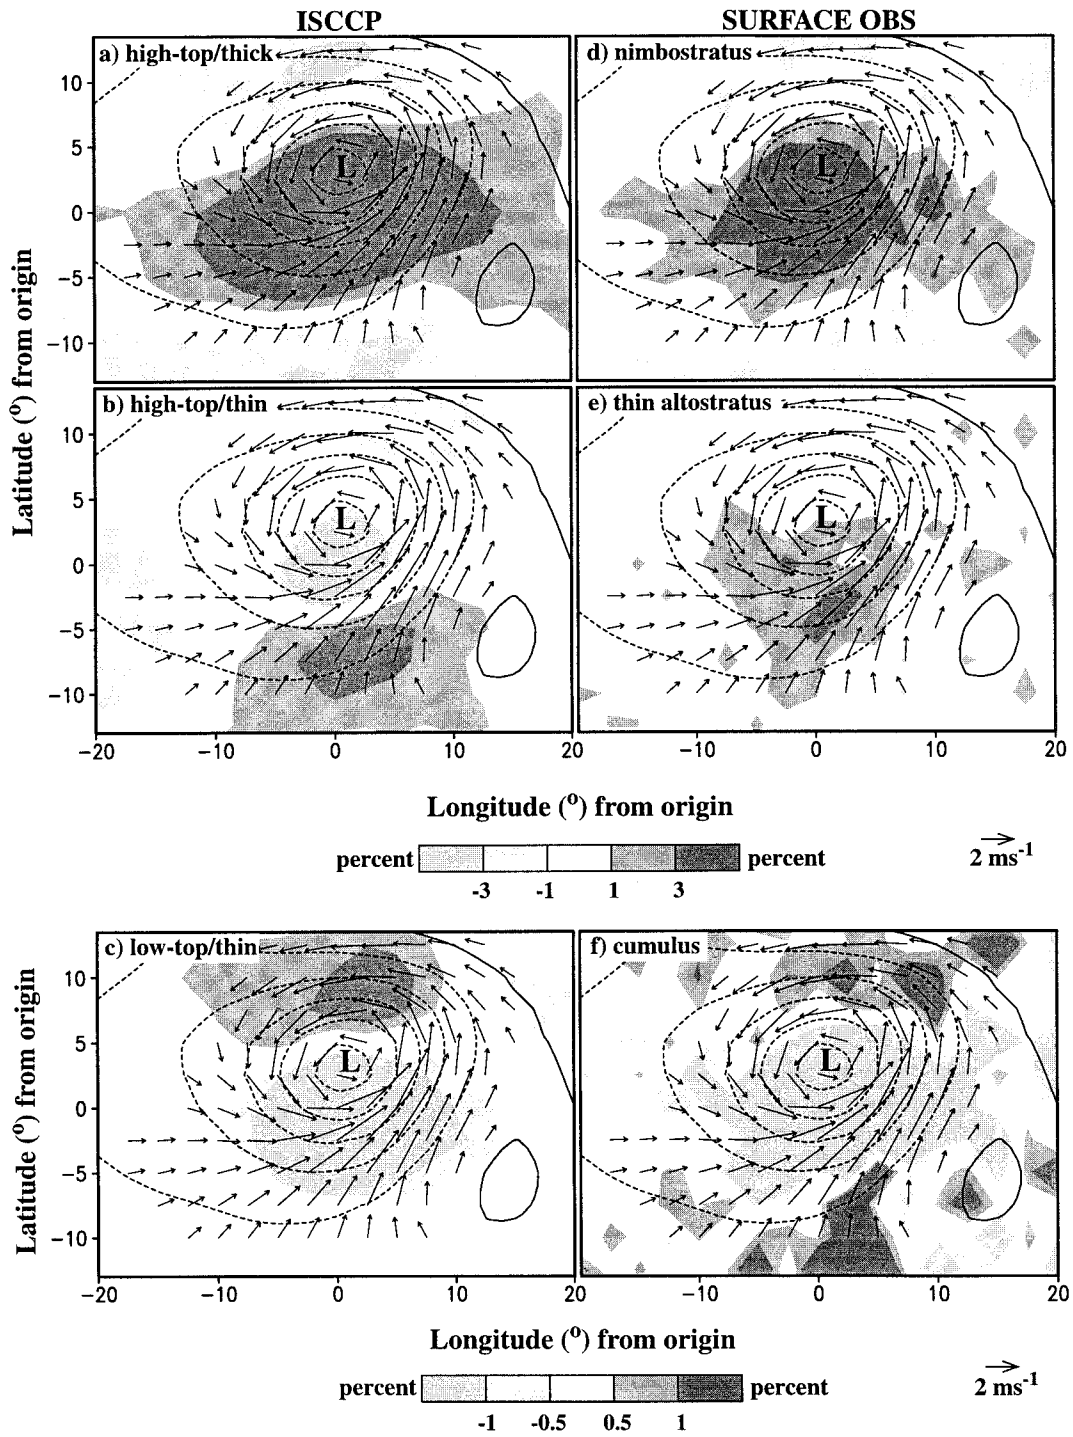 ISCCP
SURFACE OBS
a) high-top/thick
d) nimbostratus
10
5
0
-5
-10
L
L
Latitude (o) from origin
b) high-top/thin
e) thin altostratus
10
5
0
-5
-10
L
L
-20 -10 0 10 20 -10 0 10 20
Longitude (o) from origin
percent
percent
-3 -1 1 3
2 ms-1
c) low-top/thin
f) cumulus
10
5
0
-5
-10
L
L
Latitude (o) from origin
-20 -10 0 10 20 -10 0 10 20
Longitude (o) from origin
percent
percent
-1 -0.5 0.5 1
2 ms-1